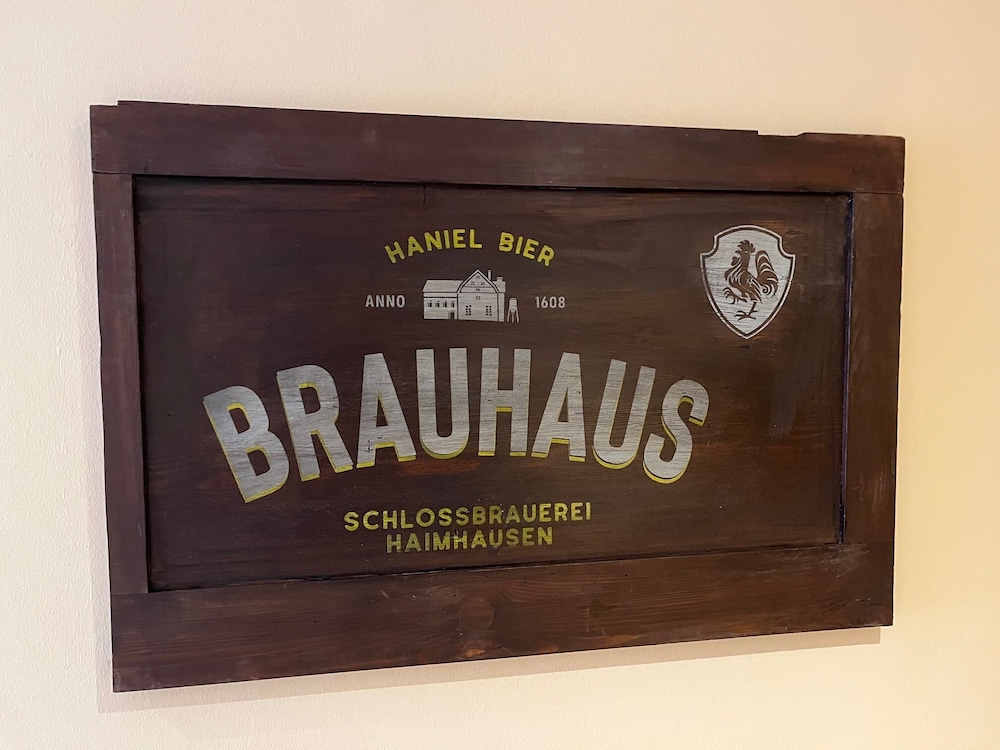 HANIEL BIER
ANNO 1608
BRAUHAUS
SCHLOSSBRAUEREI
HAIMHAUSEN